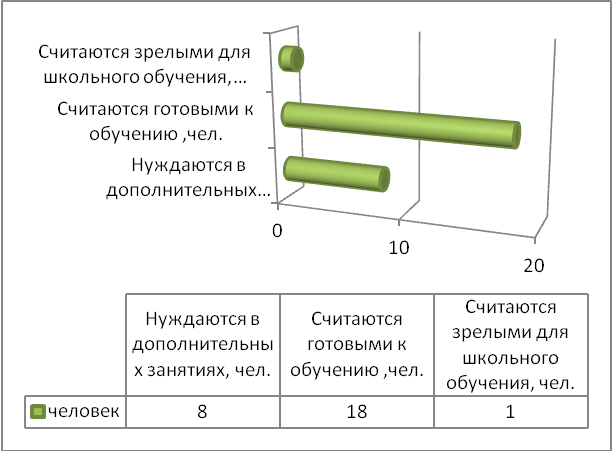 Считаются зрелыми для
школьного обучения,...
Считаются готовыми к
обучению ,чел.
Нуждаются в
дополнительных...
0
10
20
Нуждаются в
дополнительны
х занятиях, чел.
Считаются
готовыми к
обучению ,чел.
Считаются
зрелыми для
школьного
обучения, чел.
человек 8 18 1